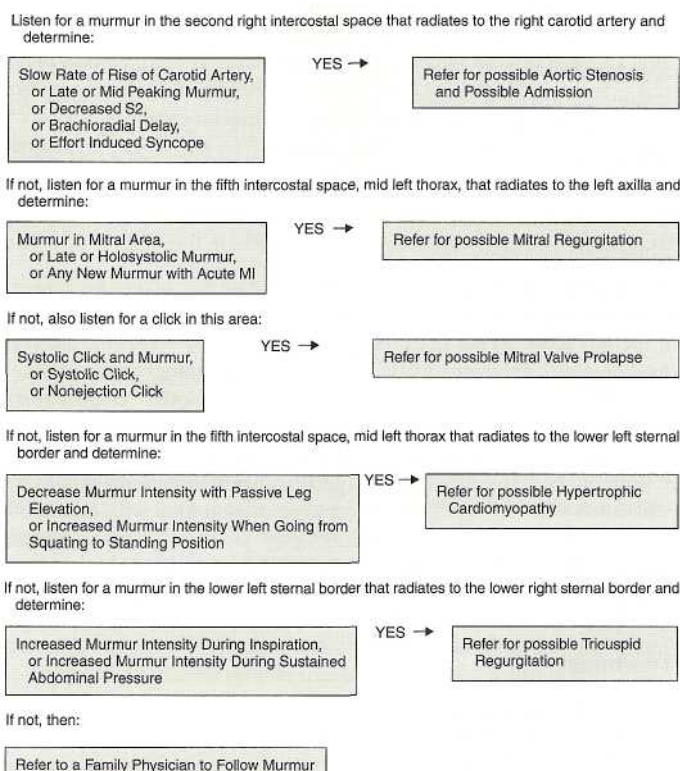 Listen for a murmur in the second right intercostal space that radiates to the right carotid artery and
determine:
Slow Rate of Rise of Carotid Artery,
or Late or Mid Peaking Murmur,
or Decreased S2,
or Brachioradial Delay,
or Effort Induced Syncope
YES
Refer for possible Aortic Stenosis
and Possible Admission
If not, listen for a murmur in the fifth intercostal space, mid left thorax, that radiates to the left axilla and
determine:
Murmur in Mitral Area,
or Late or Holosystolic Murmur,
or Any New Murmur with Acute MI
YES
Refer for possible Mitral Regurgitation
If not, also listen for a click in this area:
Systolic Click and Murmur,
or Systolic Click,
or Nonejection Click
YES
Refer for possible Mitral Valve Prolapse
If not, listen for a murmur in the fifth intercostal space, mid left thorax that radiates to the lower left sternal
border and determine:
Decrease Murmur Intensity with Passive Leg
Elevation,
or Increased Murmur Intensity When Going from
Squating to Standing Position
YES
Refer for possible Hypertrophic
Cardiomyopathy
If not, listen for a murmur in the lower left sternal border that radiates to the lower right sternal border and
determine:
Increased Murmur Intensity During Inspiration,
or Increased Murmur Intensity During Sustained
Abdominal Pressure
YES
Refer for possible Tricuspid
Regurgitation
If not, then:
Refer to a Family Physician to Follow Murmur